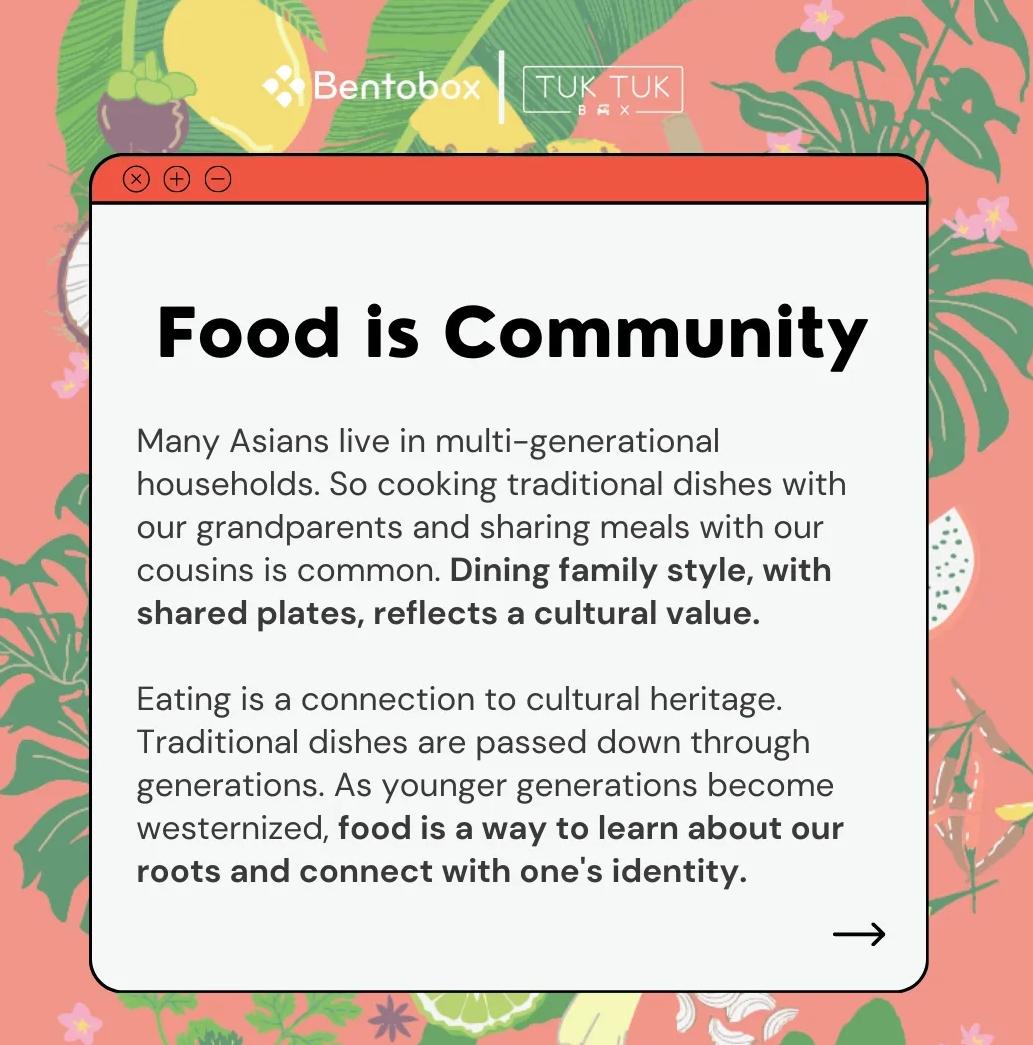 Bentobox
TUK TUK
BOX
Food is Community
Many Asians live in multi-generational
households. So cooking traditional dishes with
our grandparents and sharing meals with our
cousins is common. Dining family style, with
shared plates, reflects a cultural value.
Eating is a connection to cultural heritage.
Traditional dishes are passed down through
generations. As younger generations become
westernized, food is a way to learn about our
roots and connect with one's identity.